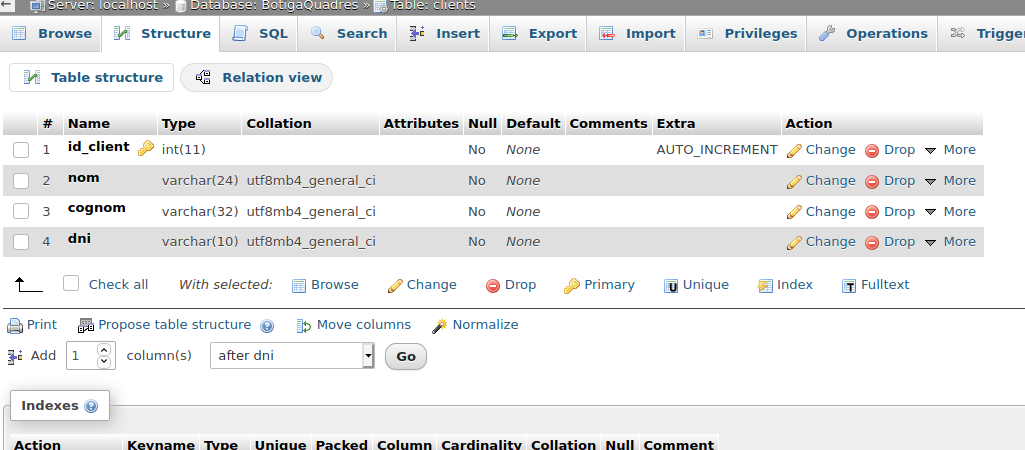 Server: localhost » Database: BotigaQuadres » Table: clients
Browse Structure SQL Search Insert Export Import Privileges Operations Trigger
Table structure Relation view
# Name Type Collation Attributes Null Default Comments Extra Action
1 id_client int(11) No None AUTO_INCREMENT Change Drop More
2 nom varchar(24) utf8mb4_general_ci No None Change Drop More
3 cognom varchar(32) utf8mb4_general_ci No None Change Drop More
4 dni varchar(10) utf8mb4_general_ci No None Change Drop More
Check all With selected: Browse Change Drop Primary Unique Index Fulltext
Print Propose table structure Move columns Normalize
Add 1 column(s) after dni Go
Indexes
Action Keyname Type Unique Packed Column Cardinality Collation Null Comment